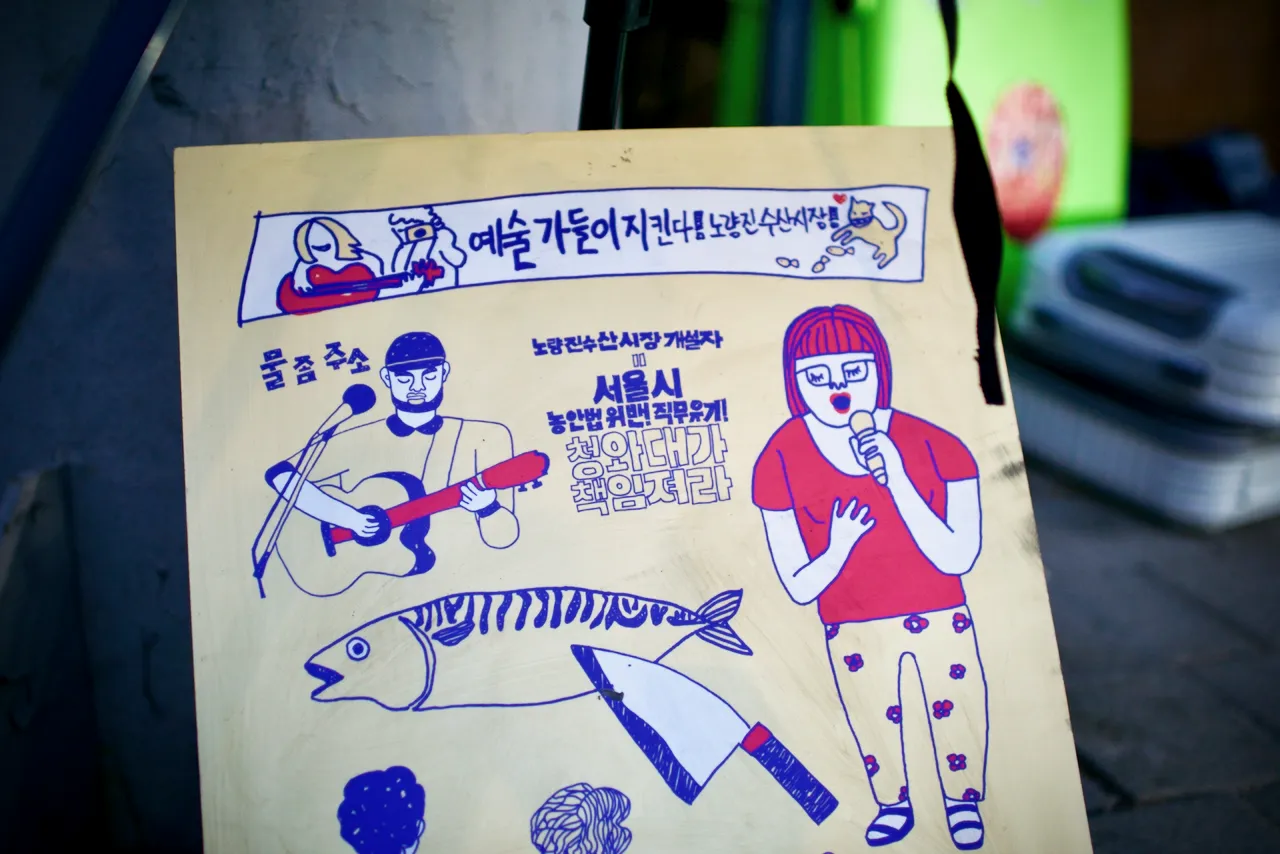 예술가들이 지킨다!! 노량진수산시장!!
물 좀 주소
노량진수산시장 개설자
=
서울시
농안법 위반! 직무유기!
청와대가
책임져라